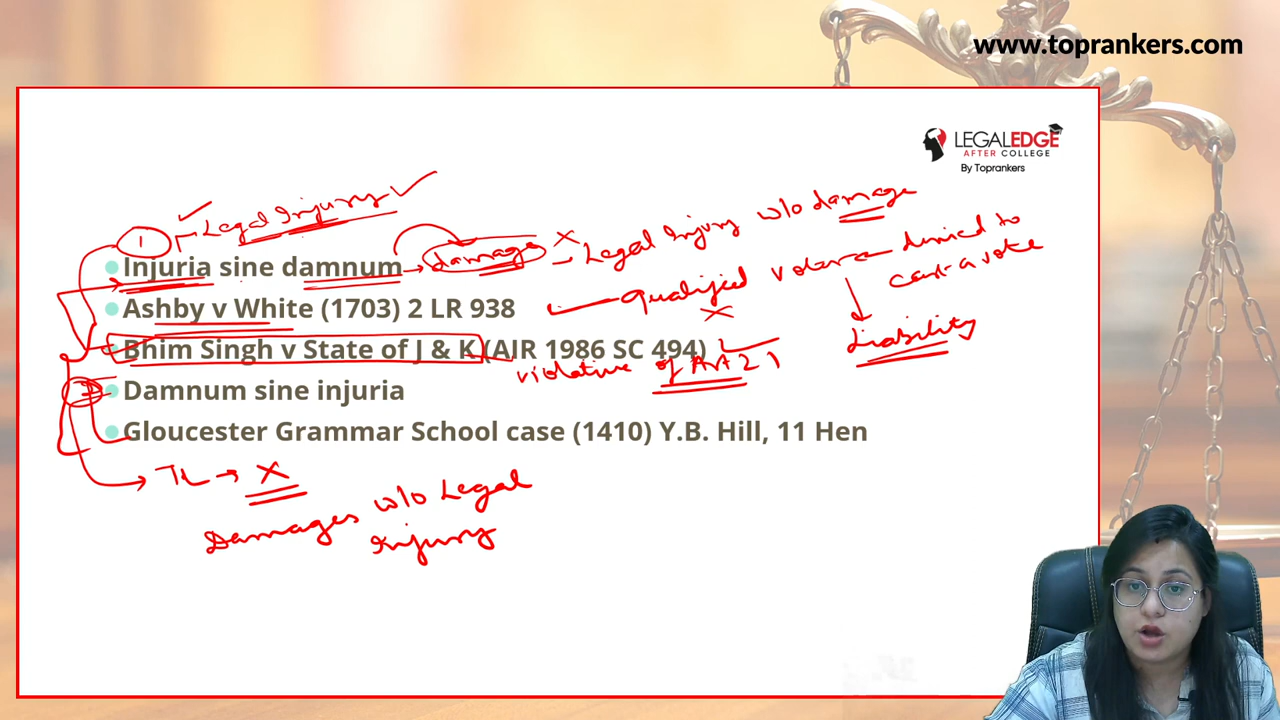 www.toprankers.com
LEGALEDGE
AFTER COLLEGE
By Toprankers
1
Legal Injury
Injuria sine damnum → damage
Legal Injury w/o damage
Ashby v White (1703) 2 LR 938
Qualified voter denied to
cast a vote
Liability
Bhim Singh v State of J & K (AIR 1986 SC 494)
violative of Art 21
Damnum sine injuria
Gloucester Grammar School case (1410) Y.B. Hill, 11 Hen
TL → X
Damages w/o Legal
Injury